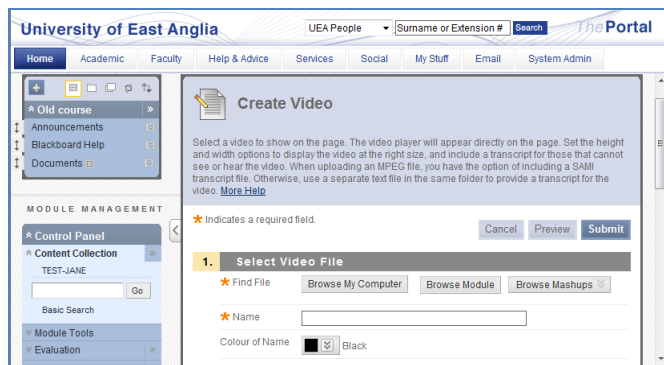 University of East Anglia
UEA People
Surname or Extension #
Search
The Portal
Home
Academic
Faculty
Help & Advice
Services
Social
My Stuff
Email
System Admin
Old course
Announcements
Blackboard Help
Documents
MODULE MANAGEMENT
Control Panel
Content Collection
TEST-JANE
Go
Basic Search
Module Tools
Evaluation
Create Video
Select a video to show on the page. The video player will appear directly on the page. Set the height
and width options to display the video at the right size, and include a transcript for those that cannot
see or hear the video. When uploading an MPEG file, you have the option of including a SAMI
transcript file. Otherwise, use a separate text file in the same folder to provide a transcript for the
video. More Help
Indicates a required field.
Cancel
Preview
Submit
1. Select Video File
Find File
Browse My Computer
Browse Module
Browse Mashups
Name
Colour of Name
Black